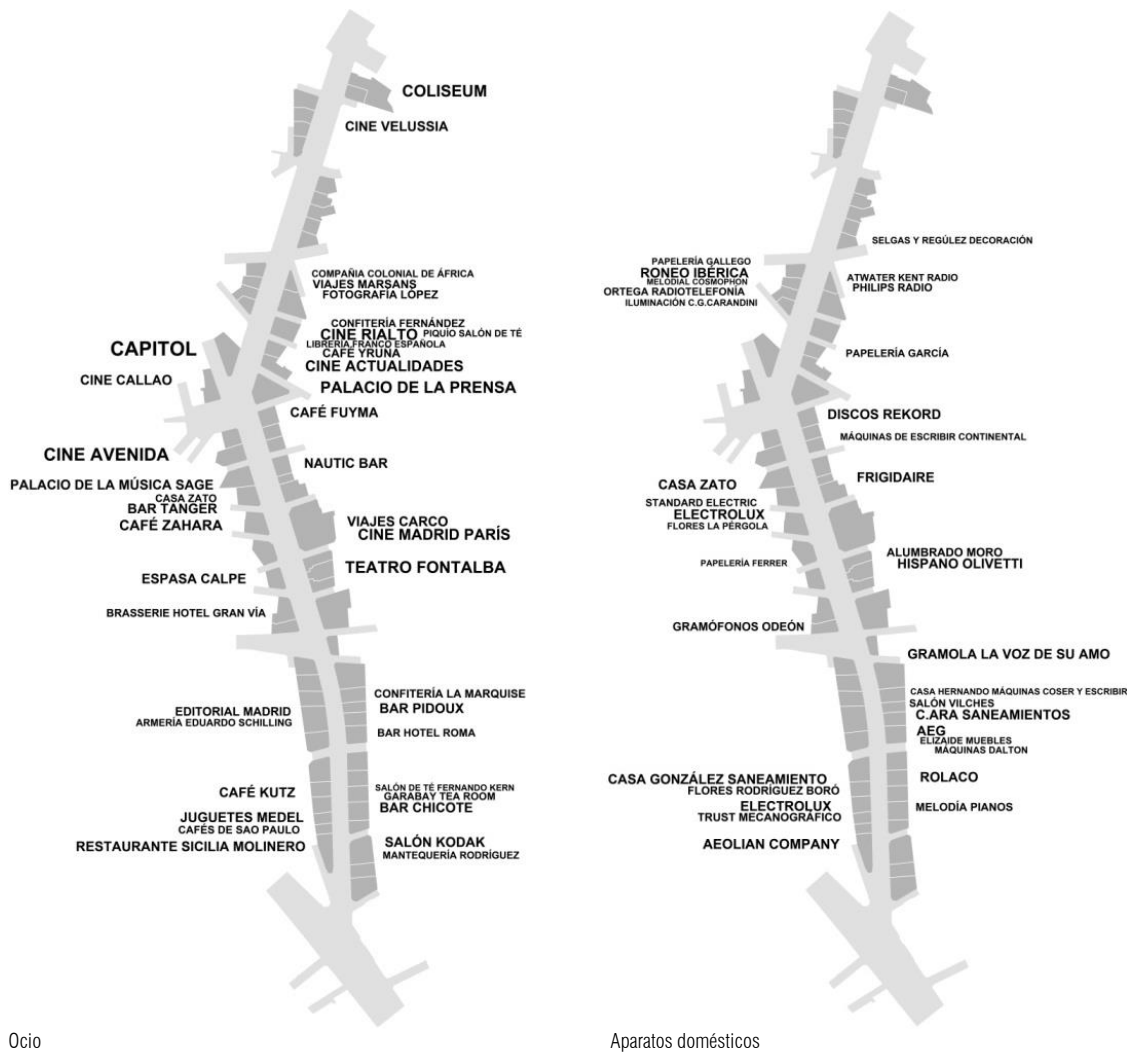 COLISEUM
CINE VELUSSIA
COMPAÑIA COLONIAL DE ÁFRICA
VIAJES MARSANS
FOTOGRAFÍA LÓPEZ
CONFITERÍA FERNÁNDEZ
CINE RIALTO PIQUÍO SALÓN DE TÉ
LIBRERIA FRANCO ESPAÑOLA
CAFÉ YRUÑA
CAPITOL
CINE ACTUALIDADES
CINE CALLAO
PALACIO DE LA PRENSA
CAFÉ FUYMA
CINE AVENIDA
NAUTIC BAR
PALACIO DE LA MÚSICA SAGE
CASA ZATO
BAR TANGER
CAFÉ ZAHARA
VIAJES CARCO
CINE MADRID PARÍS
TEATRO FONTALBA
ESPASA CALPE
BRASSERIE HOTEL GRAN VÍA
CONFITERÍA LA MARQUISE
BAR PIDOUX
EDITORIAL MADRID
ARMERÍA EDUARDO SCHILLING
BAR HOTEL ROMA
SALÓN DE TÉ FERNANDO KERN
GARABAY TEA ROOM
CAFÉ KUTZ
BAR CHICOTE
JUGUETES MEDEL
CAFÉS DE SAO PAULO
RESTAURANTE SICILIA MOLINERO
SALÓN KODAK
MANTEQUERÍA RODRÍGUEZ
Ocio
SELGAS Y REGÚLEZ DECORACIÓN
PAPELERÍA GALLEGO
RONEO IBÉRICA
MELODIAL COSMOPHON
ORTEGA RADIOTELEFONÍA
ILUMINACIÓN C.G.CARANDINI
ATWATER KENT RADIO
PHILIPS RADIO
PAPELERÍA GARCÍA
DISCOS REKORD
MÁQUINAS DE ESCRIBIR CONTINENTAL
FRIGIDAIRE
CASA ZATO
STANDARD ELECTRIC
ELECTROLUX
FLORES LA PÉRGOLA
ALUMBRADO MORO
HISPANO OLIVETTI
PAPELERÍA FERRER
GRAMÓFONOS ODEÓN
GRAMOLA LA VOZ DE SU AMO
CASA HERNANDO MÁQUINAS COSER Y ESCRIBIR
SALÓN VILCHES
C.ARA SANEAMIENTOS
AEG
ELIZAIDE MUEBLES
MÁQUINAS DALTON
CASA GONZÁLEZ SANEAMIENTO
FLORES RODRÍGUEZ BORÓ
ROLACO
ELECTROLUX
TRUST MECANOGRÁFICO
MELODÍA PIANOS
AEOLIAN COMPANY
Aparatos domésticos